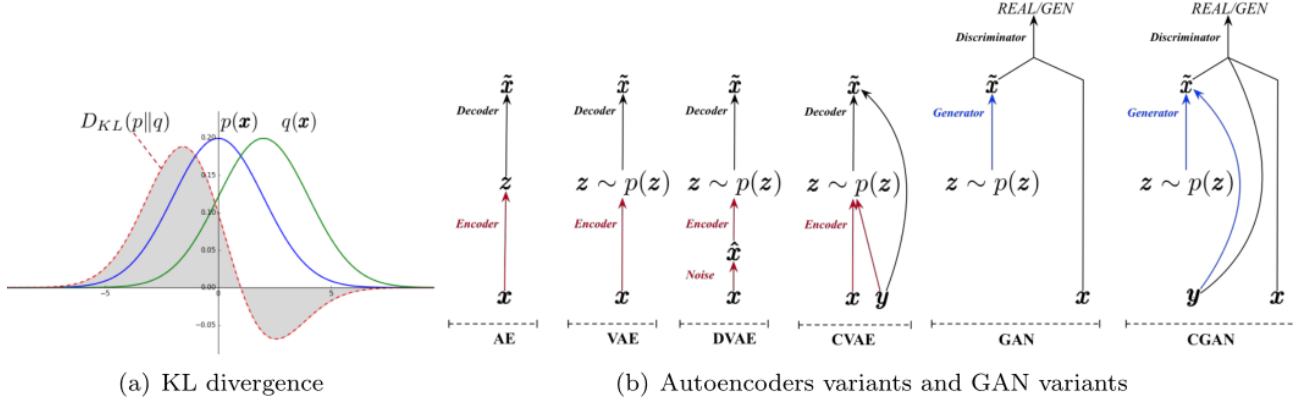 D_{KL}(p‖q) p(x) q(x)
0.20
0.15
0.10
0.05
0.00
−0.05
−5 0 5
(a) KL divergence
x̃
Decoder
z
Encoder
x
AE
x̃
Decoder
z ∼ p(z)
Encoder
x
VAE
x̃
Decoder
z ∼ p(z)
Encoder
x̂
Noise
x
DVAE
x̃
Decoder
z ∼ p(z)
Encoder
x y
CVAE
REAL/GEN
Discriminator
x̃
Generator
z ∼ p(z)
x
GAN
REAL/GEN
Discriminator
x̃
Generator
z ∼ p(z)
y x
CGAN
(b) Autoencoders variants and GAN variants